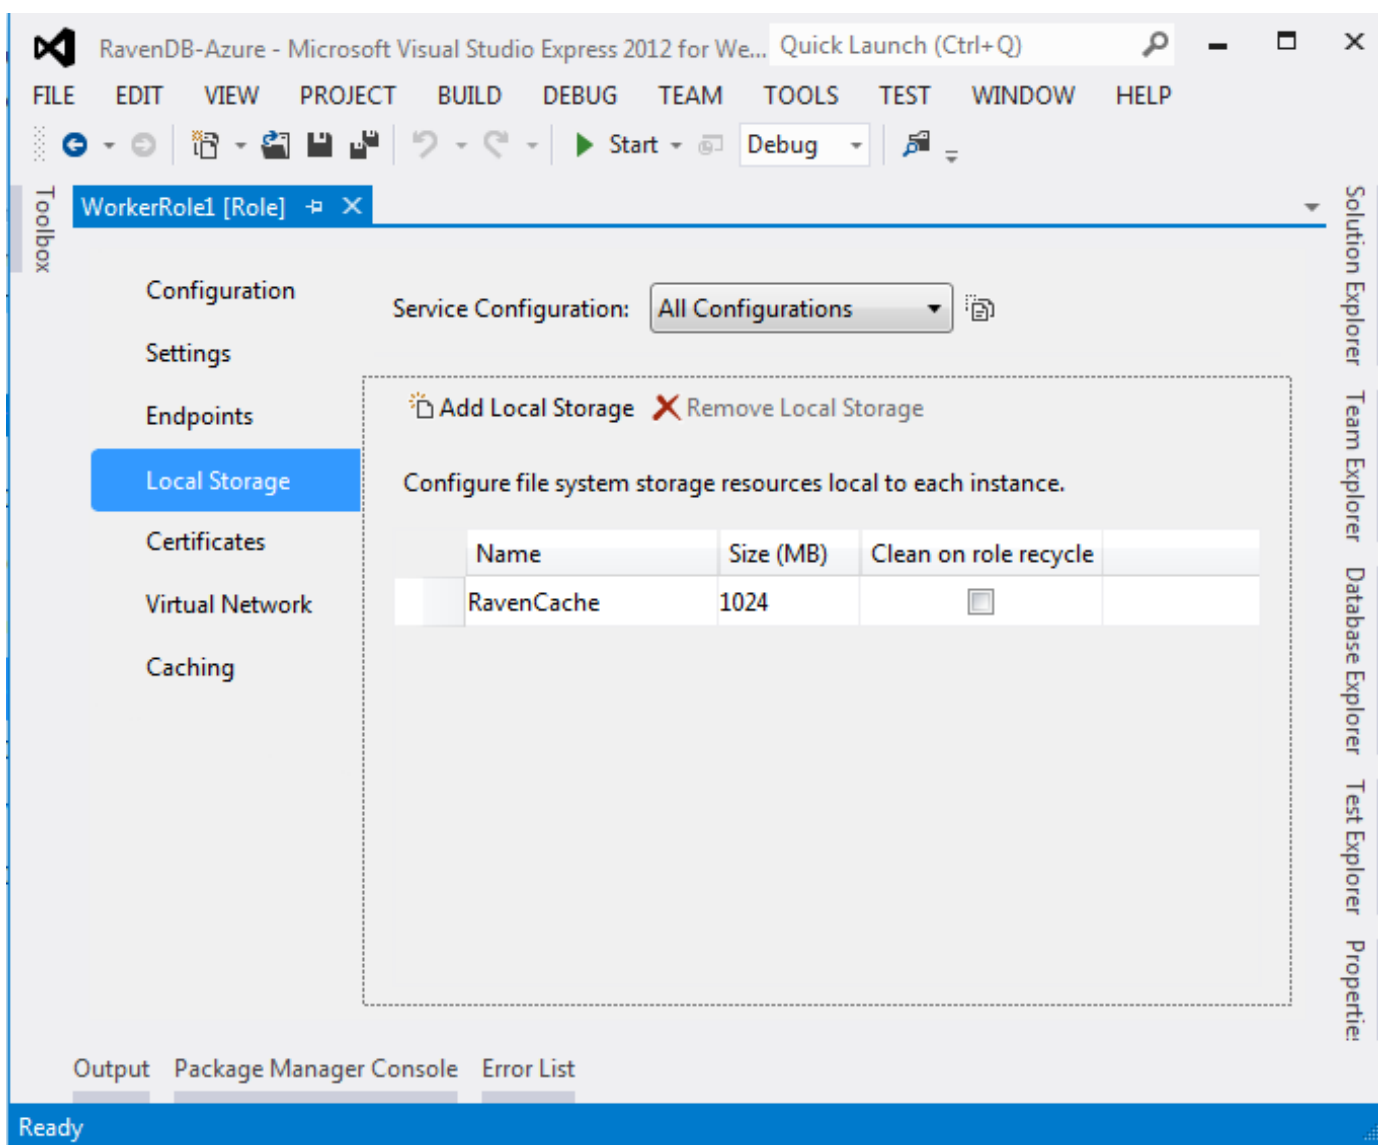 RavenDB-Azure - Microsoft Visual Studio Express 2012 for We... Quick Launch (Ctrl+Q)
FILE EDIT VIEW PROJECT BUILD DEBUG TEAM TOOLS TEST WINDOW HELP
Start Debug
Toolbox
WorkerRole1 [Role]
Configuration
Settings
Endpoints
Local Storage
Certificates
Virtual Network
Caching
Service Configuration: All Configurations
Add Local Storage Remove Local Storage
Configure file system storage resources local to each instance.
Name Size (MB) Clean on role recycle
RavenCache 1024
Solution Explorer
Team Explorer
Database Explorer
Test Explorer
Properties
Output Package Manager Console Error List
Ready